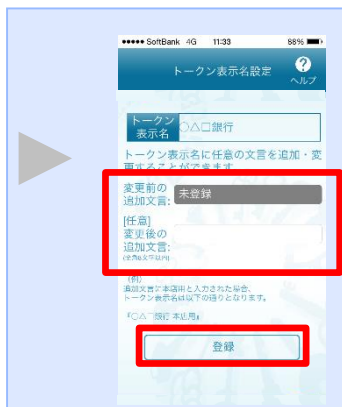 ●●●●● SoftBank 4G 11:33 88%
トークン表示名設定
?
ヘルプ
トークン
表示名
○△□銀行
トークン表示名に任意の文言を追加・変
更することができます
変更前の
追加文言:
未登録
[任意]
変更後の
追加文言:
(例)
追加文言に本店用と入力された場合、
トークン表示名は以下の通りとなります。
『○△□銀行 本店用』
登録